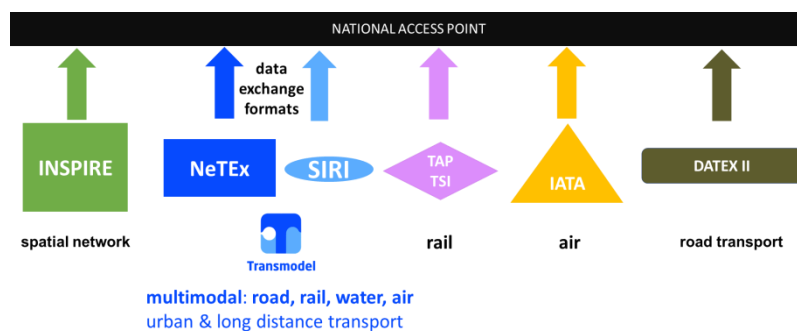 NATIONAL ACCESS POINT
data
exchange
formats
INSPIRE
NeTEx
SIRI
TAP
TSI
IATA
DATEX II
spatial network
Transmodel
rail
air
road transport
multimodal: road, rail, water, air
urban & long distance transport